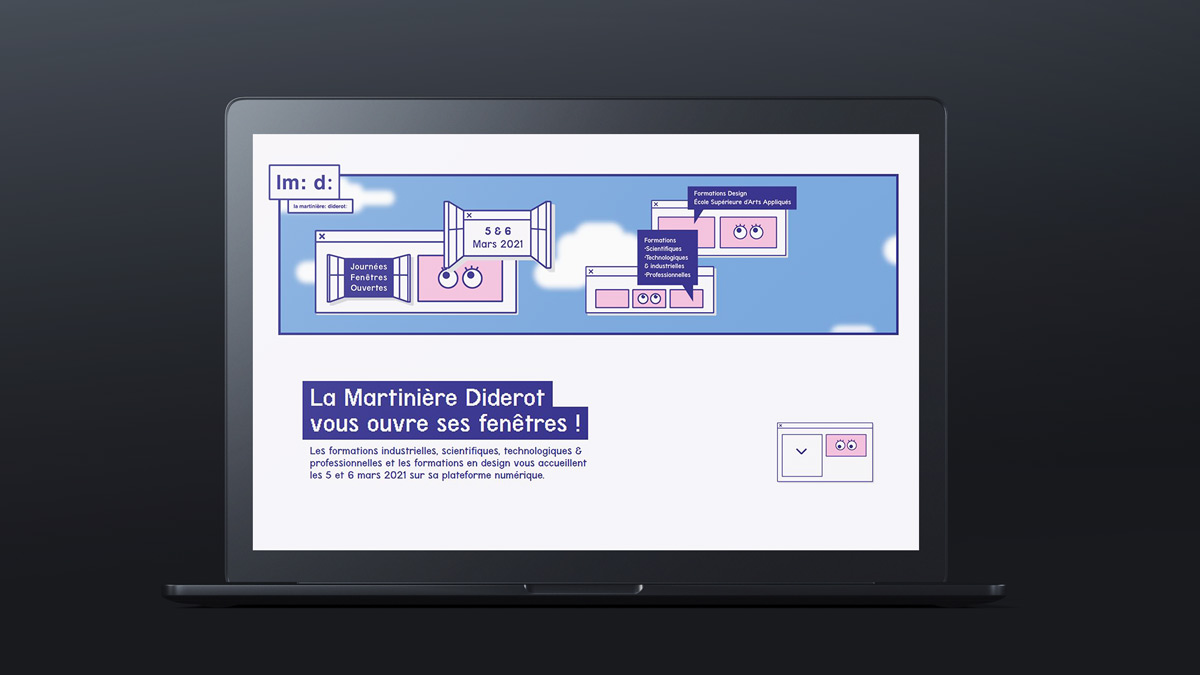 lm: d:
la martinière: diderot:
Journées
Fenêtres
Ouvertes
5 & 6
Mars 2021
Formations Design
École Supérieure d'Arts Appliqués
Formations
-Scientifiques
-Technologiques
& industrielles
-Professionnelles
La Martinière Diderot
vous ouvre ses fenêtres !
Les formations industrielles, scientifiques, technologiques &
professionnelles et les formations en design vous accueillent
les 5 et 6 mars 2021 sur sa plateforme numérique.